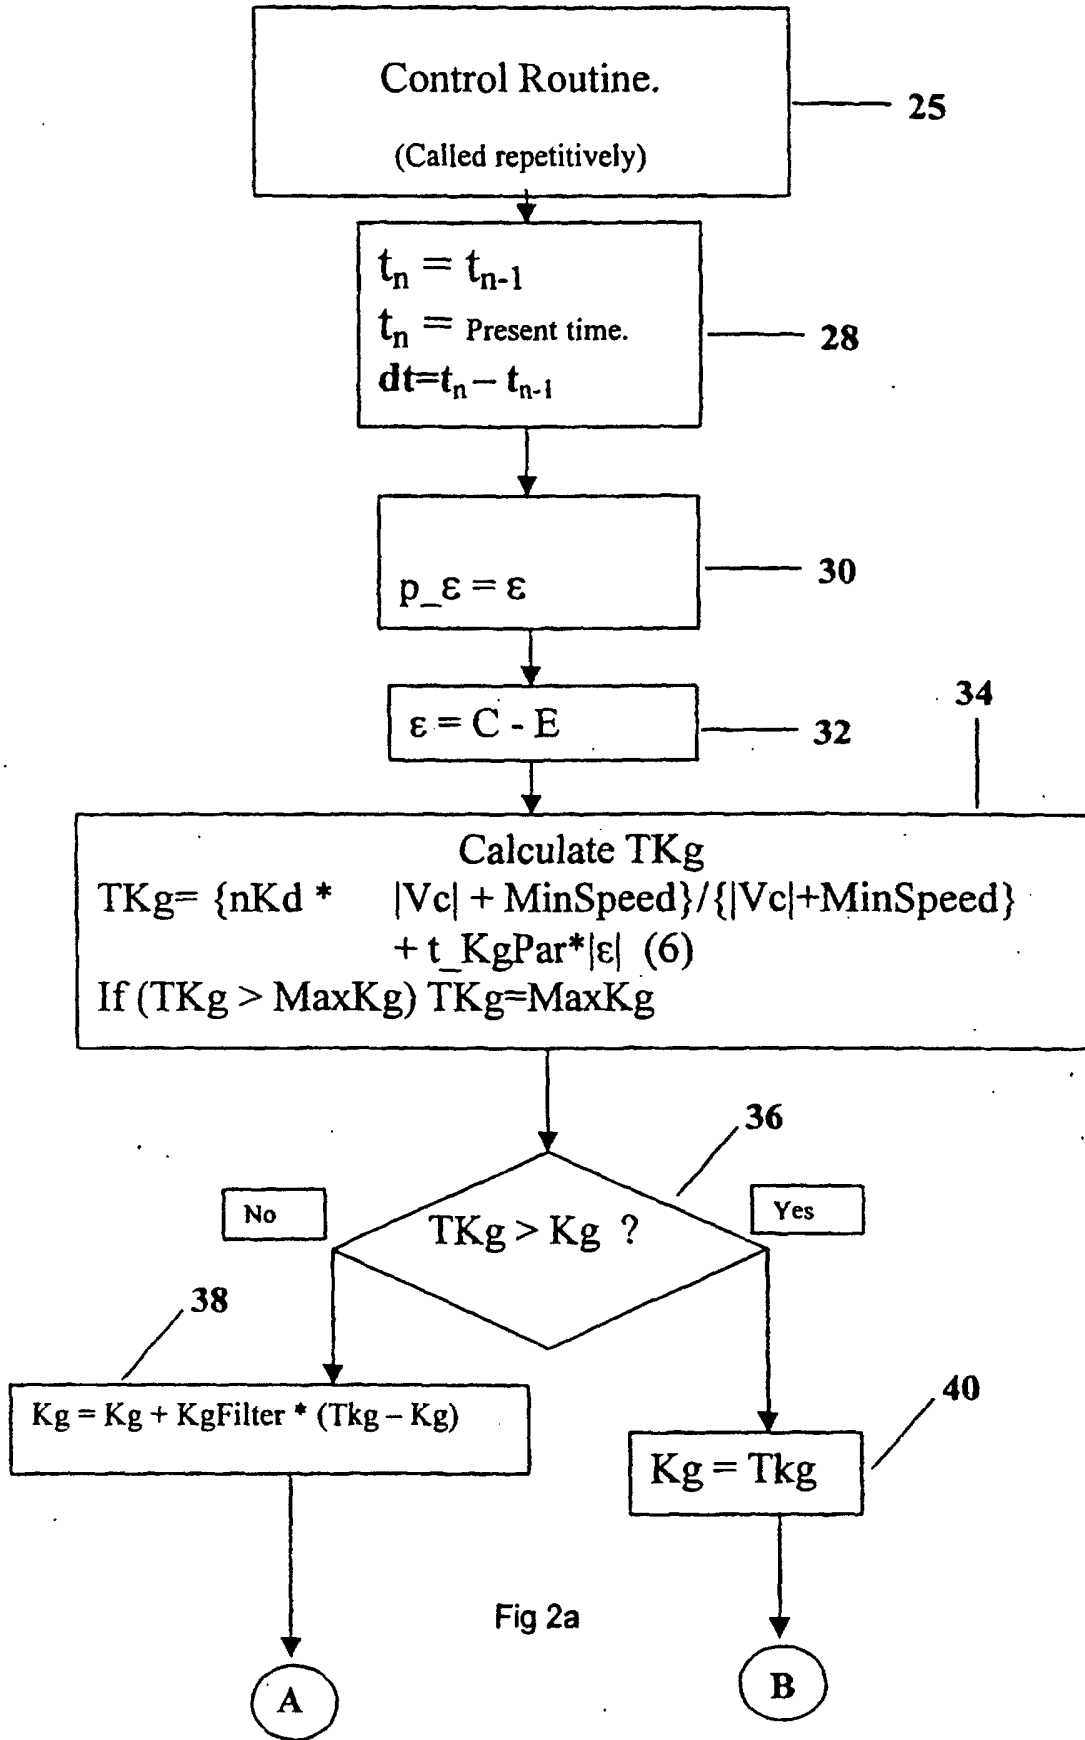 Control Routine.
(Called repetitively)
25
tn = tn-1
tn = Present time.
dt=tn – tn-1
28
p_ε = ε
30
ε = C - E
32
34
Calculate TKg
TKg= {nKd * |Vc| + MinSpeed}/{|Vc|+MinSpeed}
+ t_KgPar*|ε| (6)
If (TKg > MaxKg) TKg=MaxKg
36
No
TKg > Kg ?
Yes
38
Kg = Kg + KgFilter * (Tkg – Kg)
40
Kg = Tkg
Fig 2a
A
B